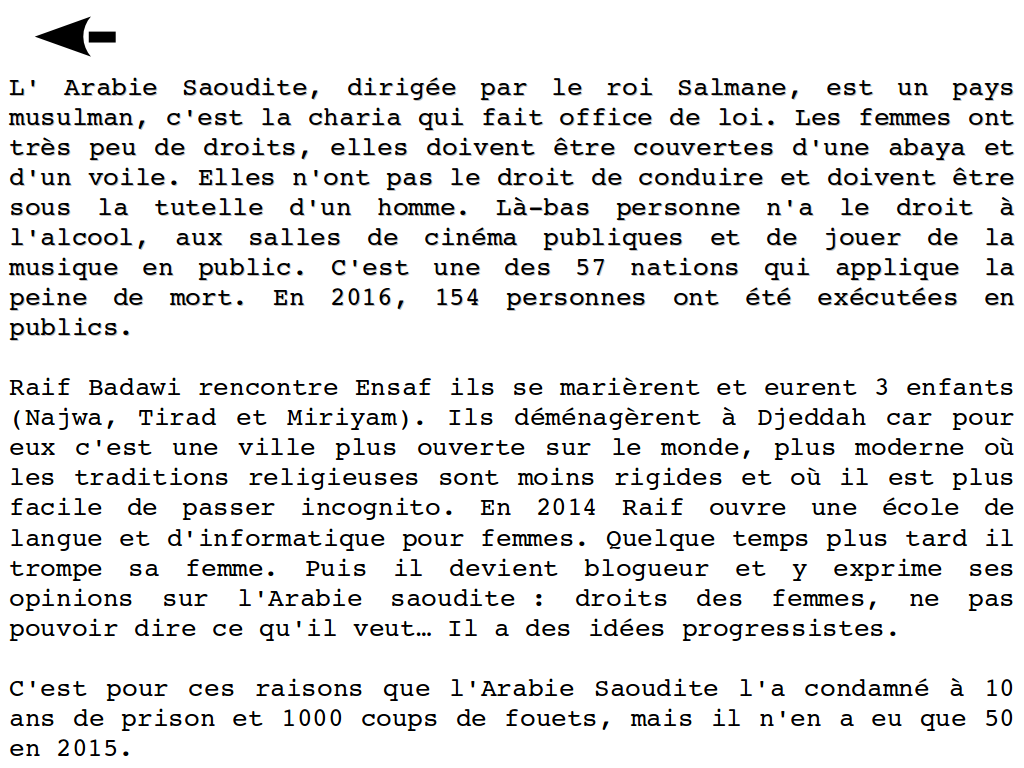 L' Arabie Saoudite, dirigée par le roi Salmane, est un pays
musulman, c'est la charia qui fait office de loi. Les femmes ont
très peu de droits, elles doivent être couvertes d'une abaya et
d'un voile. Elles n'ont pas le droit de conduire et doivent être
sous la tutelle d'un homme. Là-bas personne n'a le droit à
l'alcool, aux salles de cinéma publiques et de jouer de la
musique en public. C'est une des 57 nations qui applique la
peine de mort. En 2016, 154 personnes ont été exécutées en
publics.
Raif Badawi rencontre Ensaf ils se marièrent et eurent 3 enfants
(Najwa, Tirad et Miriyam). Ils déménagèrent à Djeddah car pour
eux c'est une ville plus ouverte sur le monde, plus moderne où
les traditions religieuses sont moins rigides et où il est plus
facile de passer incognito. En 2014 Raif ouvre une école de
langue et d'informatique pour femmes. Quelque temps plus tard il
trompe sa femme. Puis il devient blogueur et y exprime ses
opinions sur l'Arabie saoudite : droits des femmes, ne pas
pouvoir dire ce qu'il veut… Il a des idées progressistes.
C'est pour ces raisons que l'Arabie Saoudite l'a condamné à 10
ans de prison et 1000 coups de fouets, mais il n'en a eu que 50
en 2015.